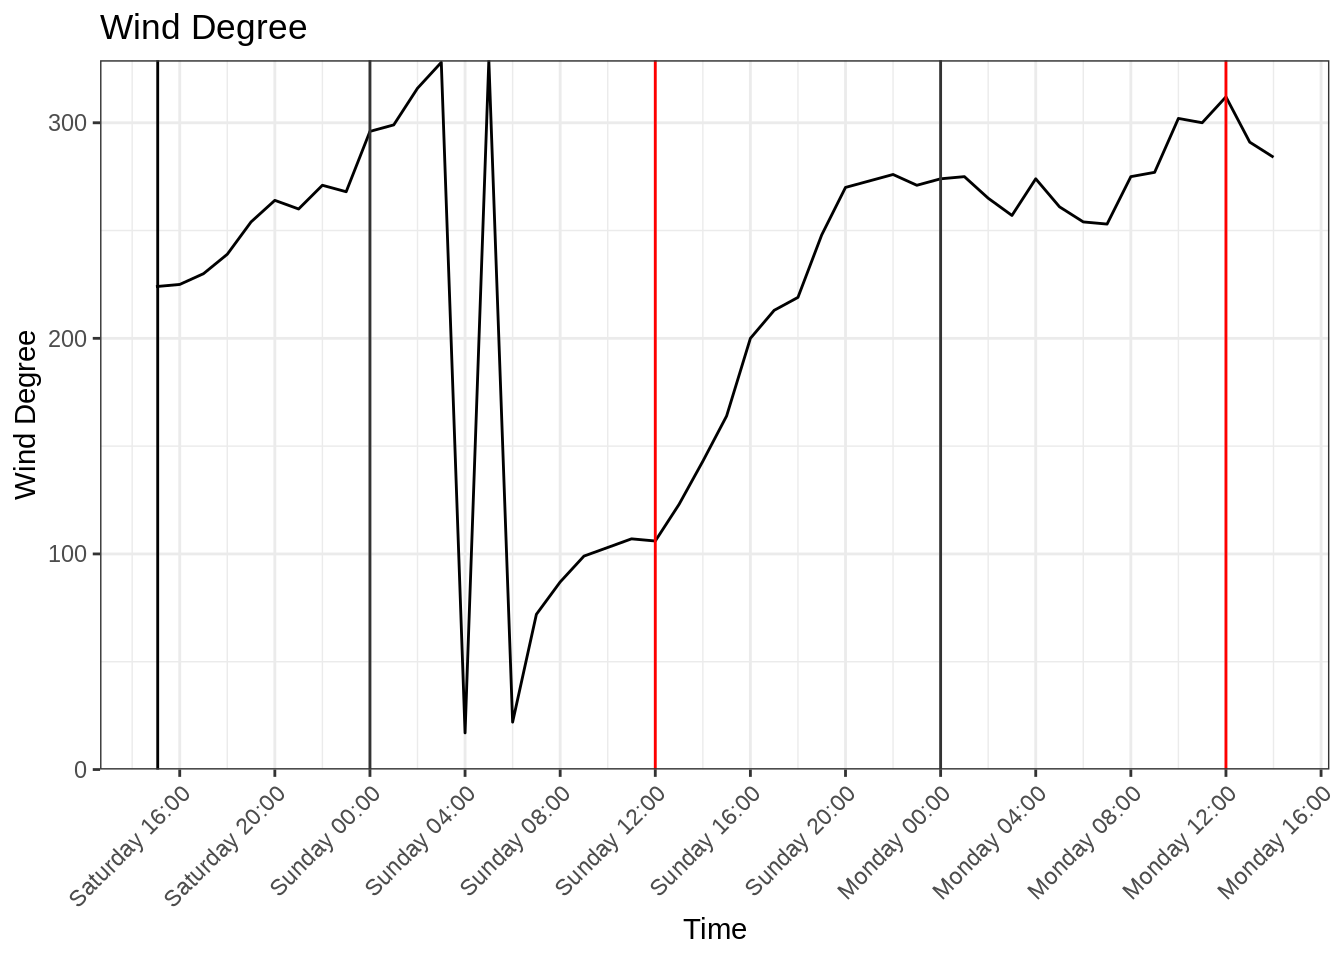 Wind Degree
Wind Degree
300
200
100
0
Saturday 16:00
Saturday 20:00
Sunday 00:00
Sunday 04:00
Sunday 08:00
Sunday 12:00
Sunday 16:00
Sunday 20:00
Monday 00:00
Monday 04:00
Monday 08:00
Monday 12:00
Monday 16:00
Time